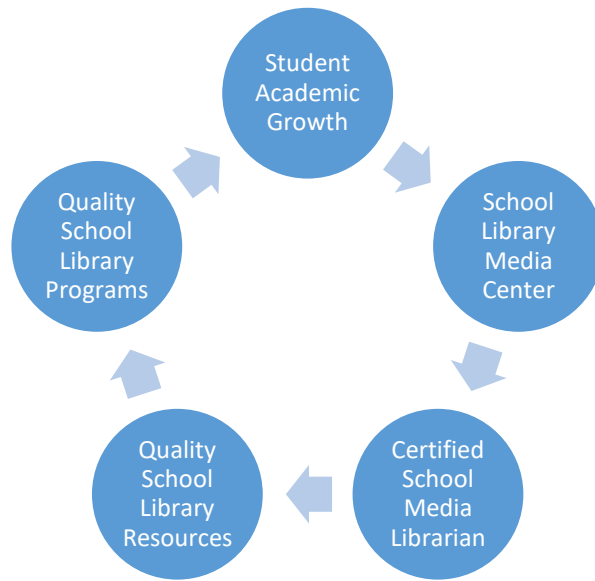 Student
Academic
Growth
School
Library
Media
Center
Certified
School
Media
Librarian
Quality
School
Library
Resources
Quality
School
Library
Programs